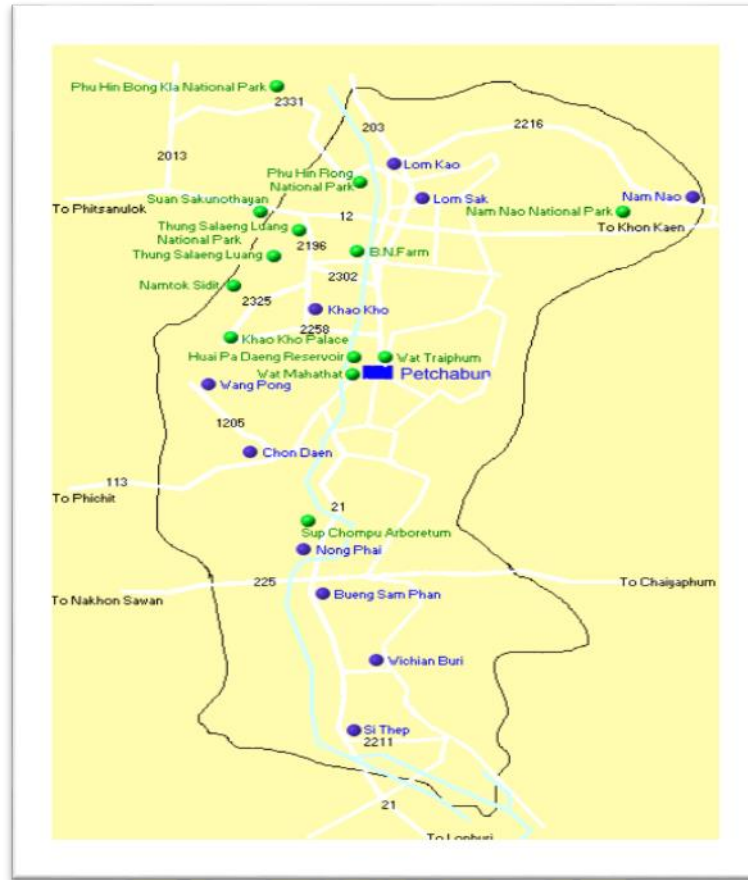 Phu Hin Bong Kla National Park
2331
203
2216
2013
Lom Kao
Phu Hin Rong
National Park
Suan Sakunothayan
Lom Sak
Nam Nao
To Phitsanulok
12
Nam Nao National Park
Thung Salaeng Luang
National Park
2196
To Khon Kaen
Thung Salaeng Luang
B.N.Farm
2302
Namtok Sidit
2325
Khao Kho
2258
Khao Kho Palace
Huai Pa Daeng Reservoir
Wat Traiphum
Wat Mahathat
Petchabun
Wang Pong
1205
Chon Daen
113
To Phichit
21
Sup Chompu Arboretum
Nong Phai
225
To Chaiyaphum
To Nakhon Sawan
Bueng Sam Phan
Wichian Buri
Si Thep
2211
21
To Lopburi